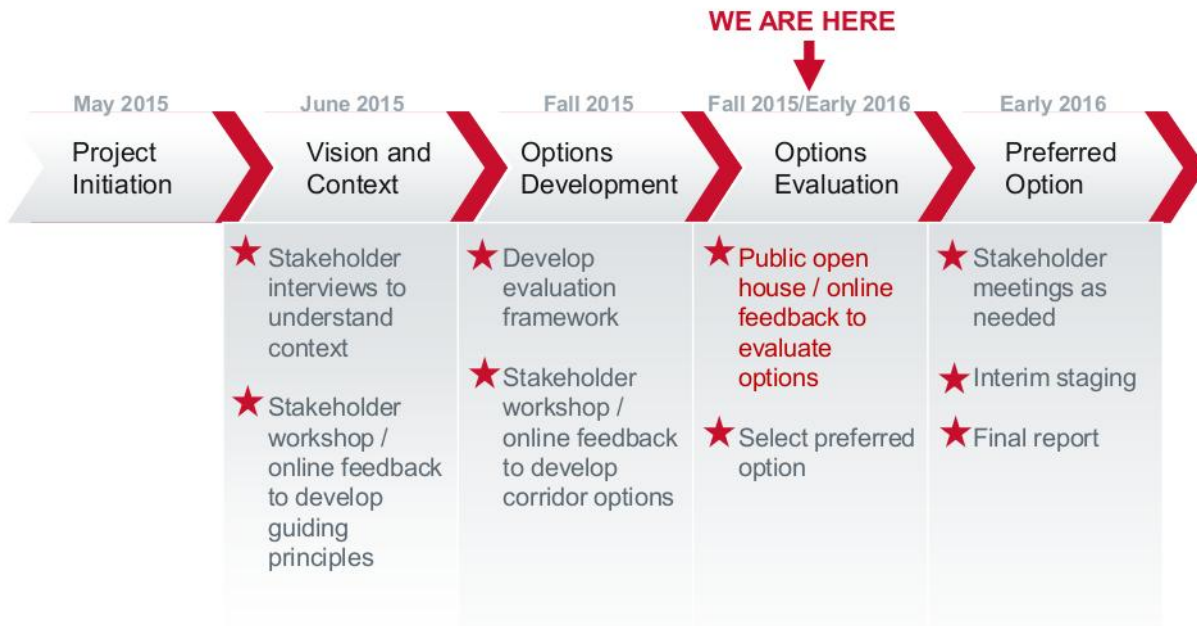 WE ARE HERE
May 2015
Project
Initiation
June 2015
Vision and
Context
Stakeholder
interviews to
understand
context
Stakeholder
workshop /
online feedback
to develop
guiding
principles
Fall 2015
Options
Development
Develop
evaluation
framework
Stakeholder
workshop /
online feedback
to develop
corridor options
Fall 2015/Early 2016
Options
Evaluation
Public open
house / online
feedback to
evaluate
options
Select preferred
option
Early 2016
Preferred
Option
Stakeholder
meetings as
needed
Interim staging
Final report